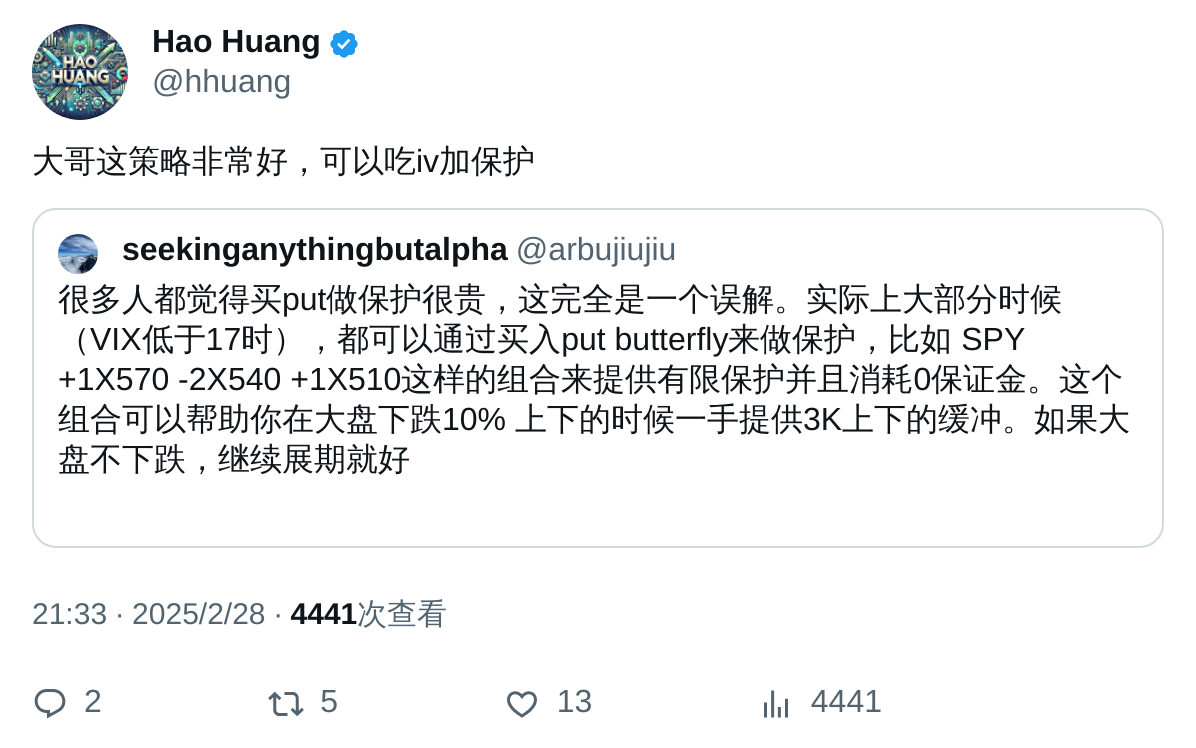 HAO
HUANG
Hao Huang
@hhuang
大哥这策略非常好，可以吃iv加保护
seekinganythingbutalpha @arbujiujiu
很多人都觉得买put做保护很贵，这完全是一个误解。实际上大部分时候
（VIX低于17时），都可以通过买入put butterfly来做保护，比如 SPY
+1X570 -2X540 +1X510这样的组合来提供有限保护并且消耗0保证金。这个
组合可以帮助你在大盘下跌10% 上下的时候一手提供3K上下的缓冲。如果大
盘不下跌，继续展期就好
21:33 · 2025/2/28 · 4441次查看
2 5 13 4441